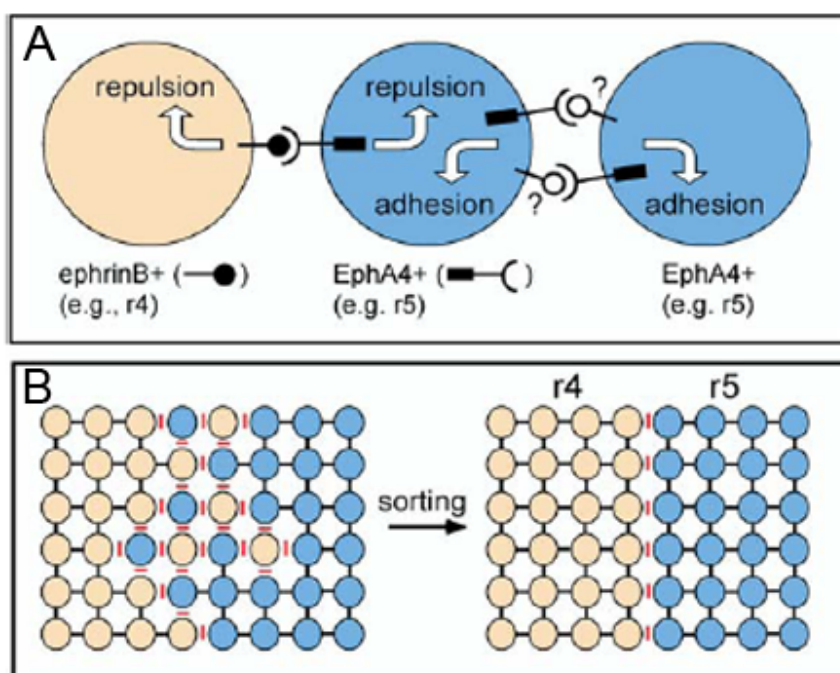 A
repulsion
repulsion
?
adhesion
?
adhesion
ephrinB+ ( )
(e.g., r4)
EphA4+ ( )
(e.g. r5)
EphA4+
(e.g. r5)
B
r4
r5
sorting